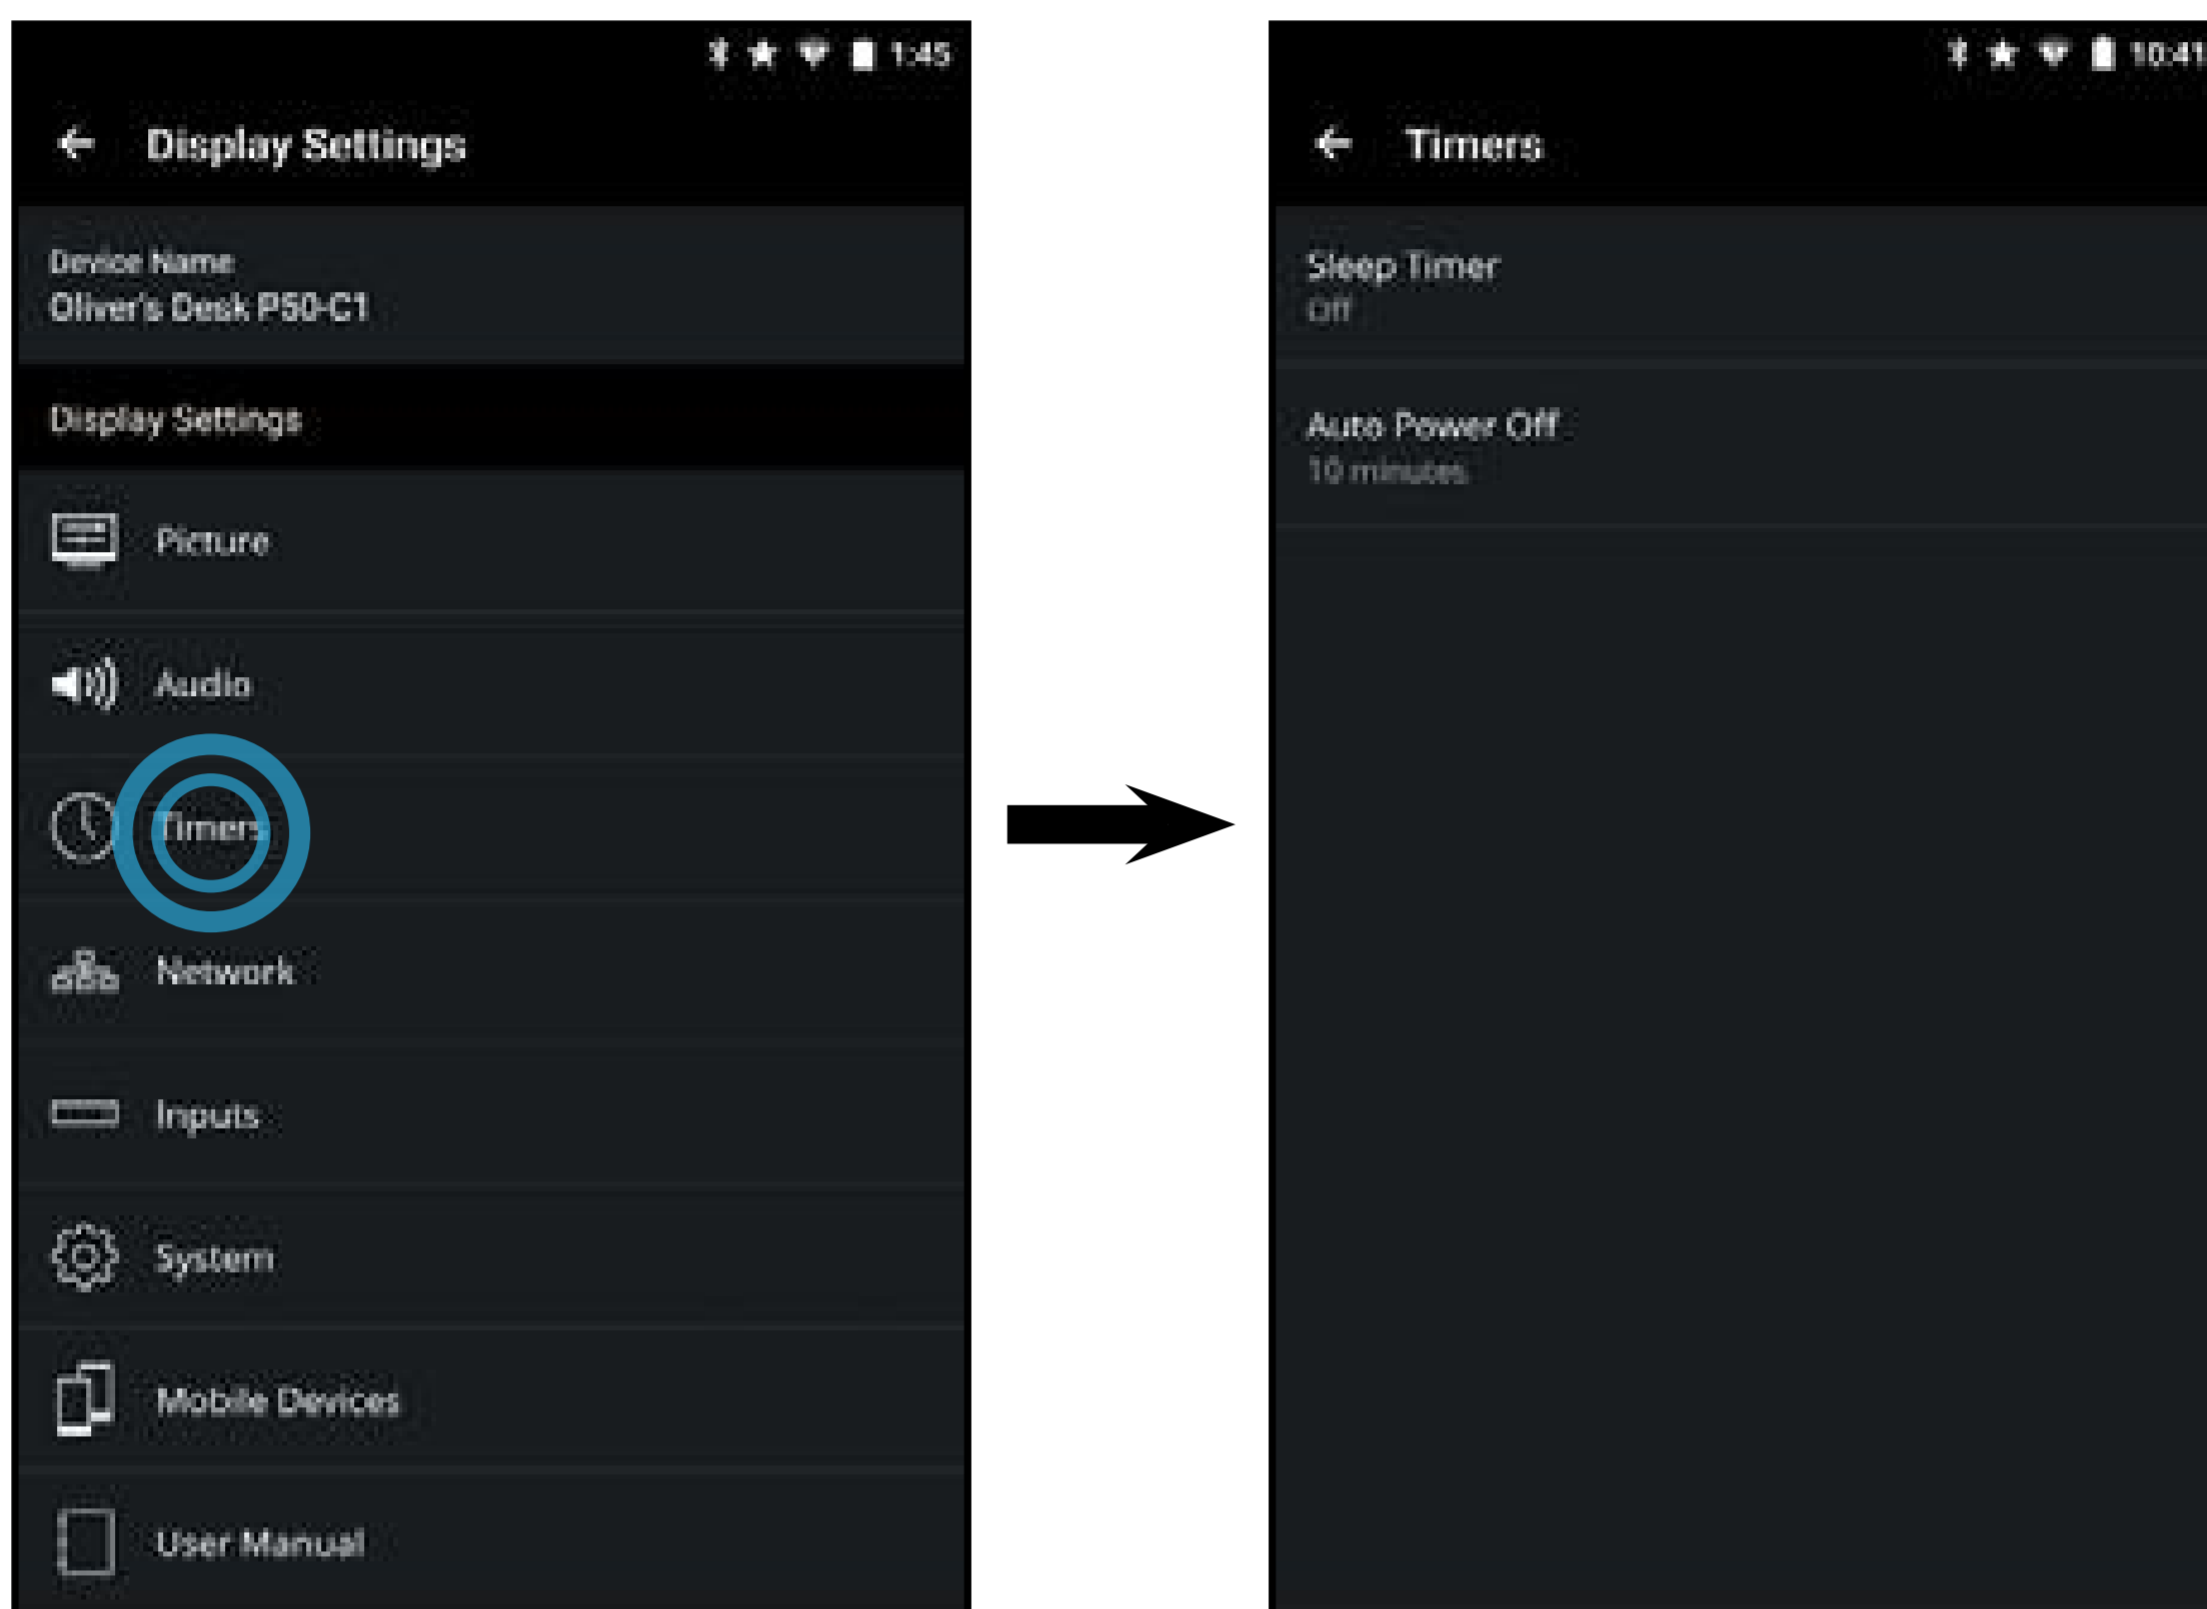 1:45
Display Settings
Device Name
Oliver's Desk P50-C1
Display Settings
Picture
Audio
Timers
Network
Inputs
System
Mobile Devices
User Manual
10:41
Timers
Sleep Timer
Off
Auto Power Off
10 minutes